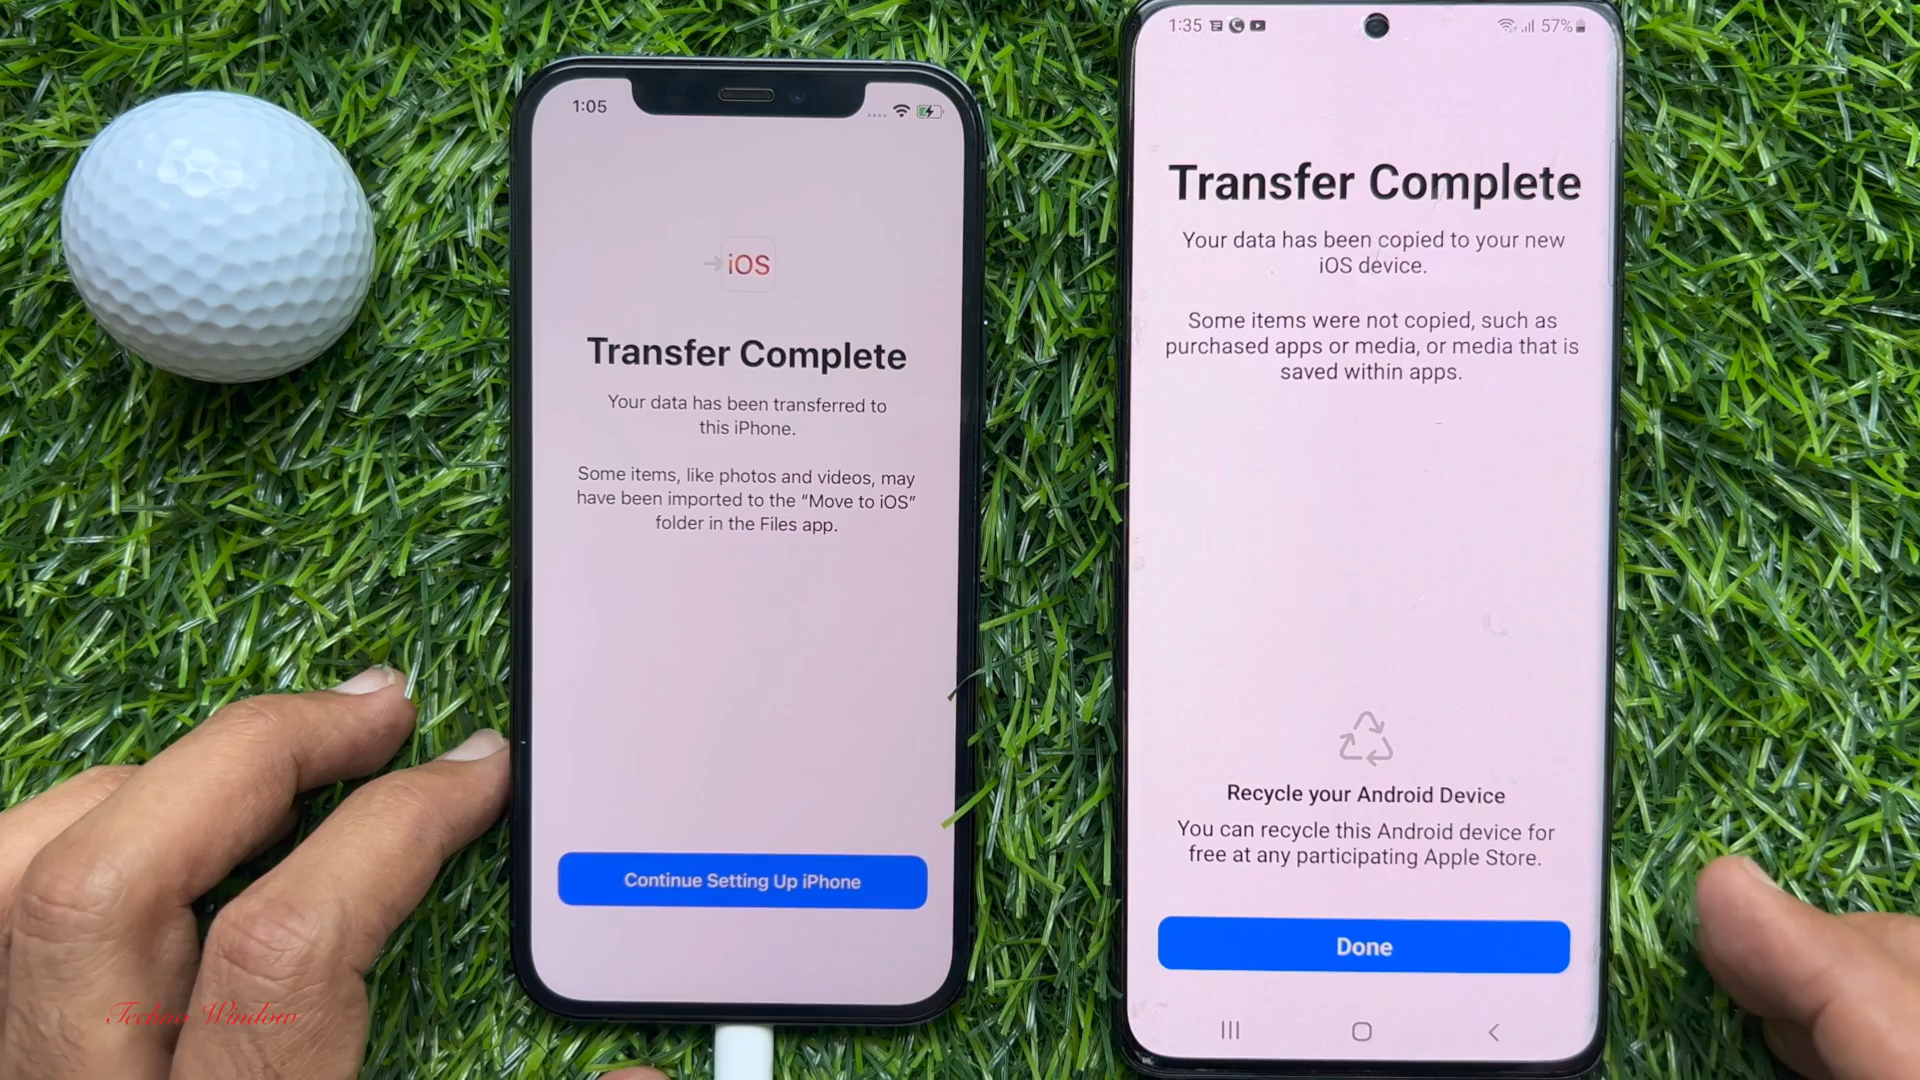 1:05
iOS
Transfer Complete
Your data has been transferred to
this iPhone.
Some items, like photos and videos, may
have been imported to the “Move to iOS”
folder in the Files app.
Continue Setting Up iPhone
1:35
57%
Transfer Complete
Your data has been copied to your new
iOS device.
Some items were not copied, such as
purchased apps or media, or media that is
saved within apps.
Recycle your Android Device
You can recycle this Android device for
free at any participating Apple Store.
Done
Window